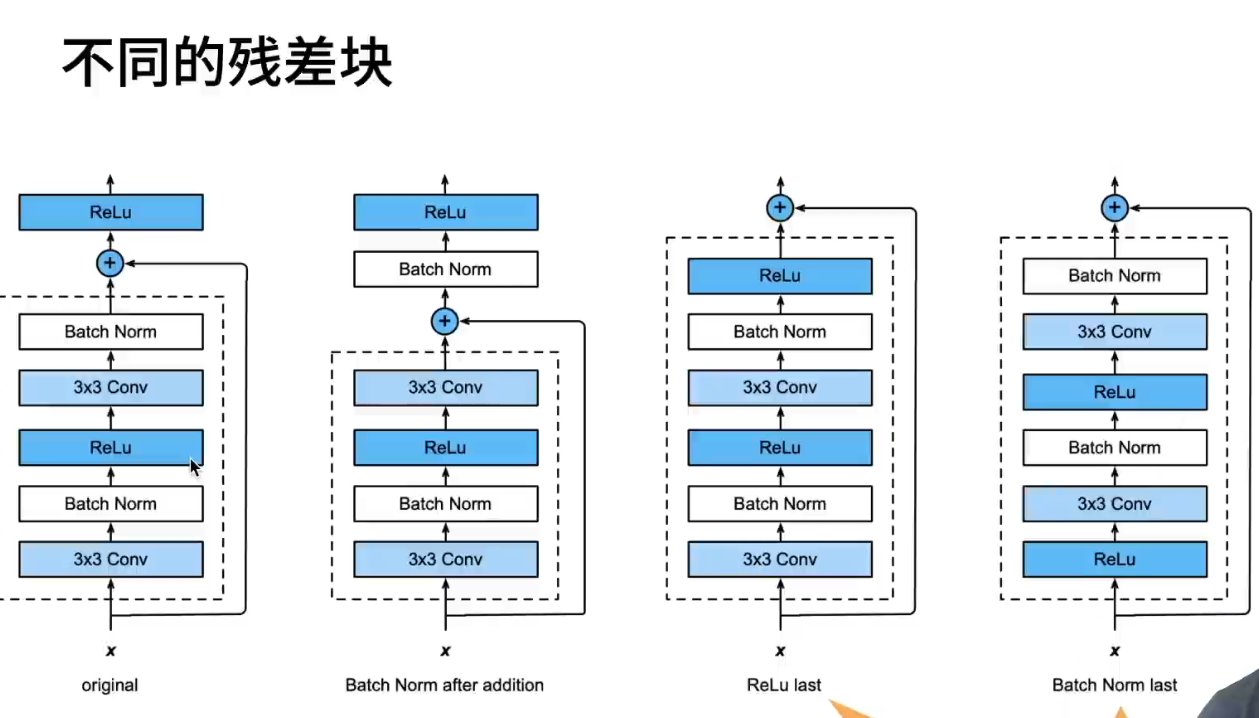 不同的残差块
ReLu
Batch Norm
3x3 Conv
ReLu
Batch Norm
3x3 Conv
x
original
ReLu
Batch Norm
3x3 Conv
ReLu
Batch Norm
3x3 Conv
x
Batch Norm after addition
ReLu
Batch Norm
3x3 Conv
ReLu
Batch Norm
3x3 Conv
x
ReLu last
Batch Norm
3x3 Conv
ReLu
Batch Norm
3x3 Conv
ReLu
x
Batch Norm last